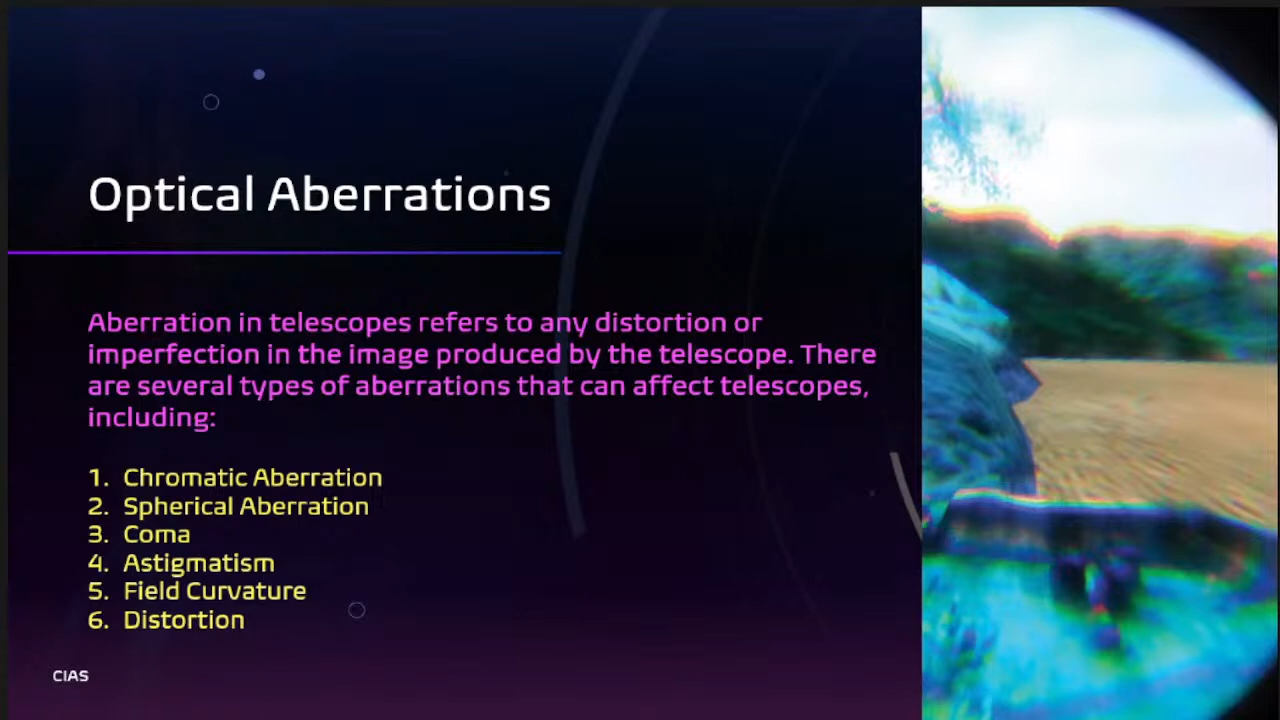 Optical Aberrations
Aberration in telescopes refers to any distortion or
imperfection in the image produced by the telescope. There
are several types of aberrations that can affect telescopes,
including:
1. Chromatic Aberration
2. Spherical Aberration
3. Coma
4. Astigmatism
5. Field Curvature
6. Distortion
CIAS